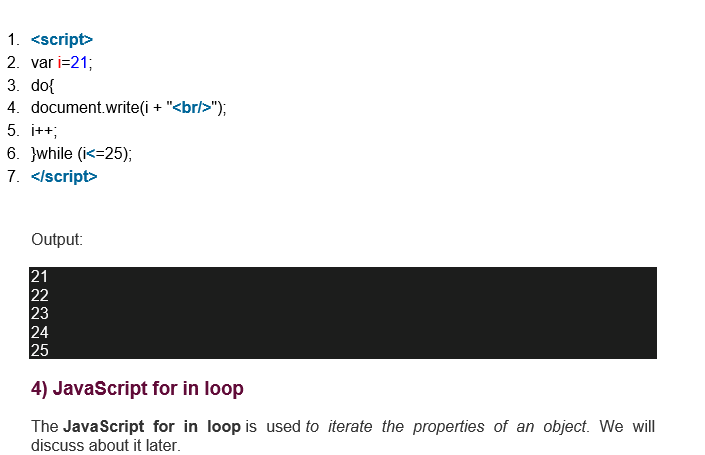 1. <script>
2. var i=21;
3. do{
4. document.write(i + "<br/>");
5. i++;
6. }while (i<=25);
7. </script>
Output:
21
22
23
24
25
4) JavaScript for in loop
The JavaScript for in loop is used to iterate the properties of an object. We will
discuss about it later.